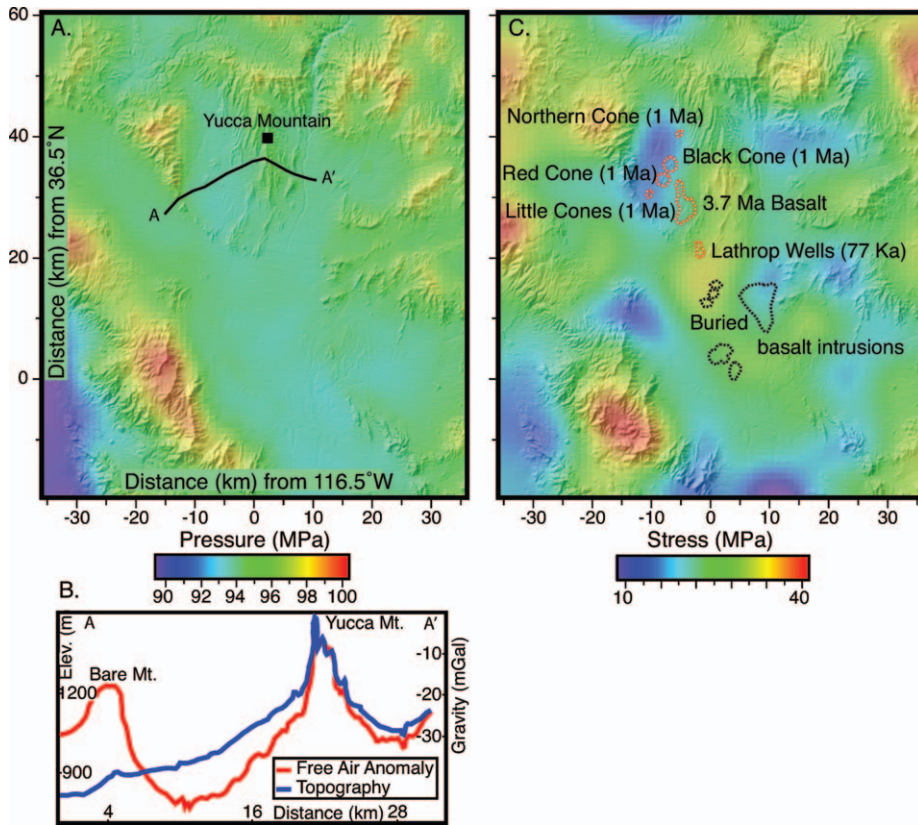 A.
60
40
20
0
Distance (km) from 36.5°N
Yucca Mountain
A
A'
Distance (km) from 116.5°W
-30 -20 -10 0 10 20 30
Pressure (MPa)
90 92 94 96 98 100
C.
Northern Cone (1 Ma)
Black Cone (1 Ma)
Red Cone (1 Ma)
Little Cones (1 Ma)
3.7 Ma Basalt
Lathrop Wells (77 Ka)
Buried
basalt intrusions
-30 -20 -10 0 10 20 30
Stress (MPa)
10 40
B.
Elev. (m
A
Yucca Mt.
A'
Bare Mt.
1200
900
-10
-20
-30
Gravity (mGal)
Free Air Anomaly
Topography
4 16 28
Distance (km)